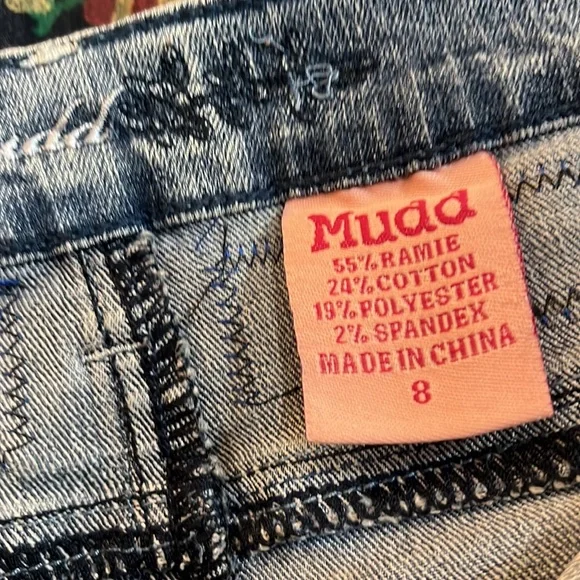 Mudd
55% RAMIE
24% COTTON
19% POLYESTER
2% SPANDEX
MADE IN CHINA
8